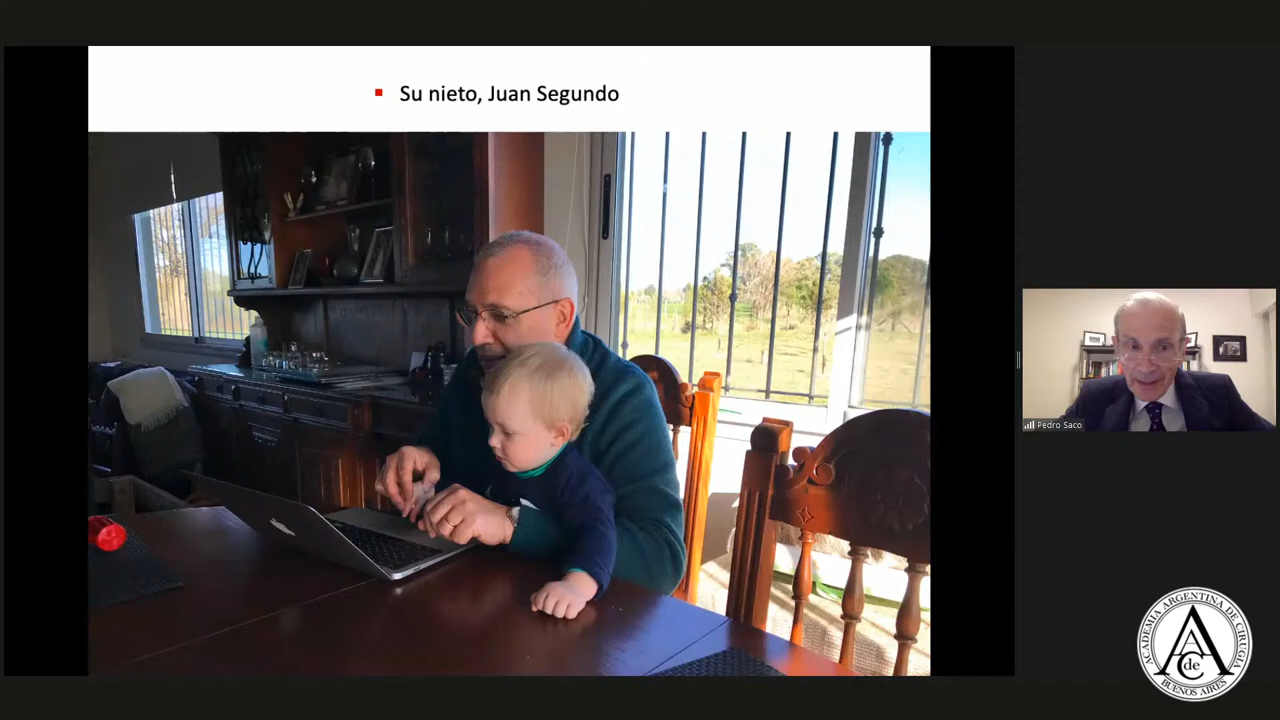 Su nieto, Juan Segundo
Pedro Saco
ACADEMIA ARGENTINA DE CIRUGIA
A
C de
BUENOS AIRES